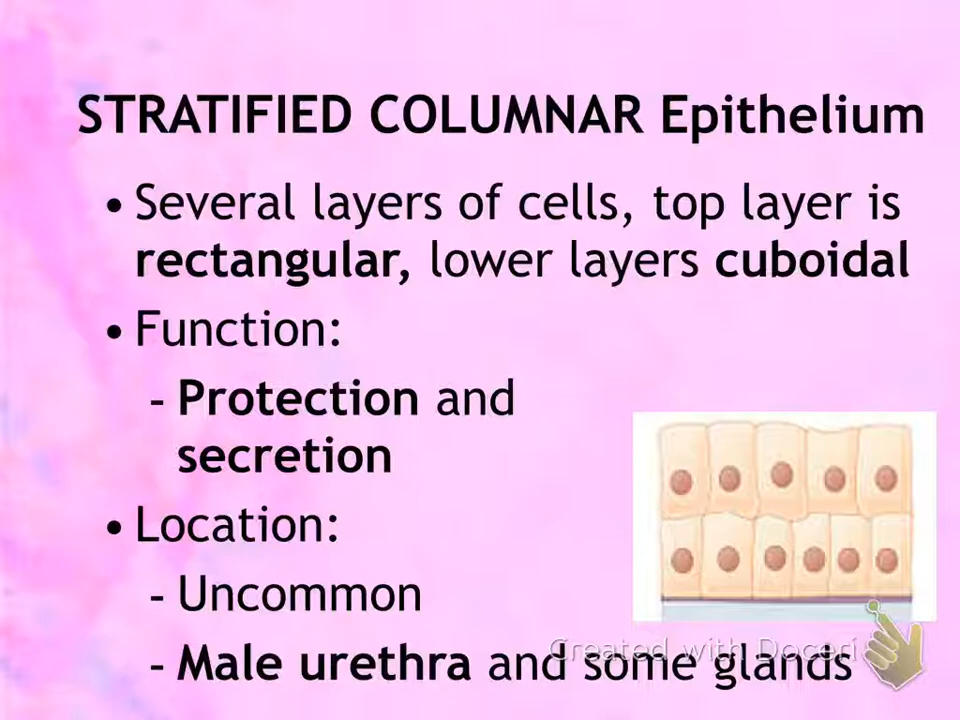 STRATIFIED COLUMNAR Epithelium
• Several layers of cells, top layer is
rectangular, lower layers cuboidal
• Function:
– Protection and
secretion
• Location:
– Uncommon
– Male urethra and some glands
Created with Doceri